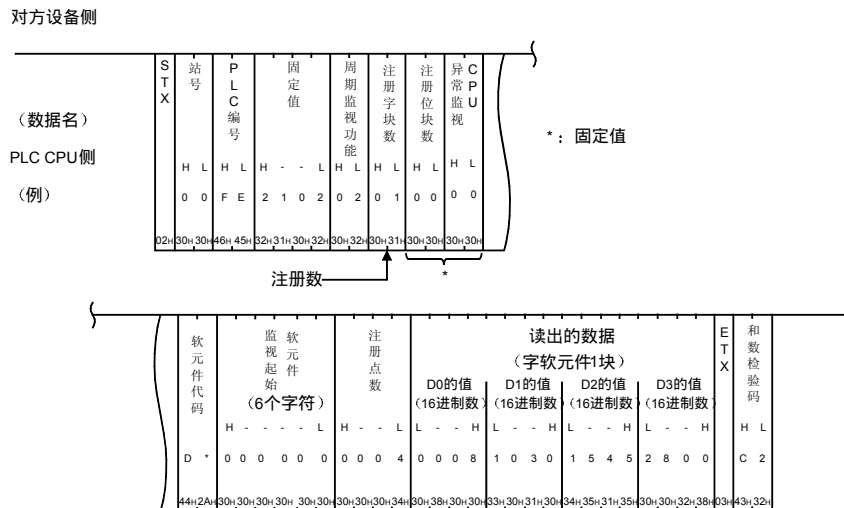 对方设备侧
（数据名）
PLC CPU侧
（例）
STX 站号 PLC编号 固定值 周期监视功能 注册字块数 注册位块数 CPU异常监视
H L H L H - - L H L H L H L H L
0 0 F E 2 1 0 2 0 2 0 1 0 0 0 0
02H 30H 30H 46H 45H 32H 31H 30H 32H 30H 32H 30H 31H 30H 30H 30H 30H
注册数
*
*：固定值
软元件代码 监视起始软元件 （6个字符） 注册点数 读出的数据 ETX 和数检验码
（字软元件1块）
D0的值 D1的值 D2的值 D3的值
（16进制数） （16进制数） （16进制数） （16进制数）
H - - - - L H - - L L - - H L - - H L - - H L - - H H L
D * 0 0 0 0 0 0 0 0 0 4 0 0 0 8 1 0 3 0 1 5 4 5 2 8 0 0 C 2
44H 2AH 30H 30H 30H 30H 30H 30H 30H 30H 30H 34H 30H 38H 30H 30H 33H 30H 31H 30H 34H 35H 31H 35H 30H 30H 32H 38H 03H 43H 32H